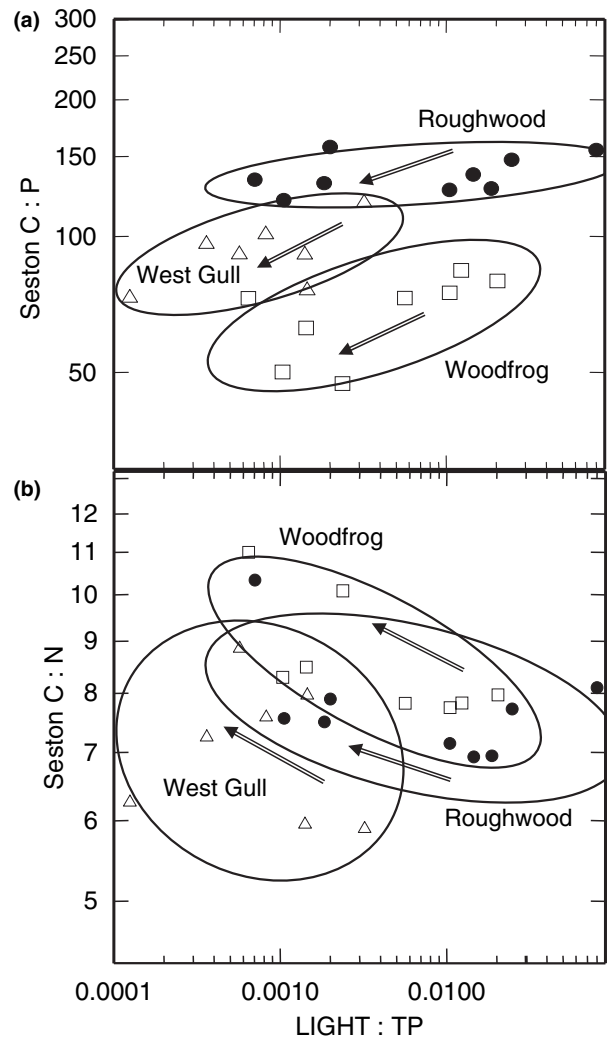 (a)
300
250
200
150
100
50
Seston C : P
Roughwood
West Gull
Woodfrog
(b)
12
11
10
9
8
7
6
5
Seston C : N
Woodfrog
West Gull
Roughwood
0.0001
0.0010
0.0100
LIGHT : TP